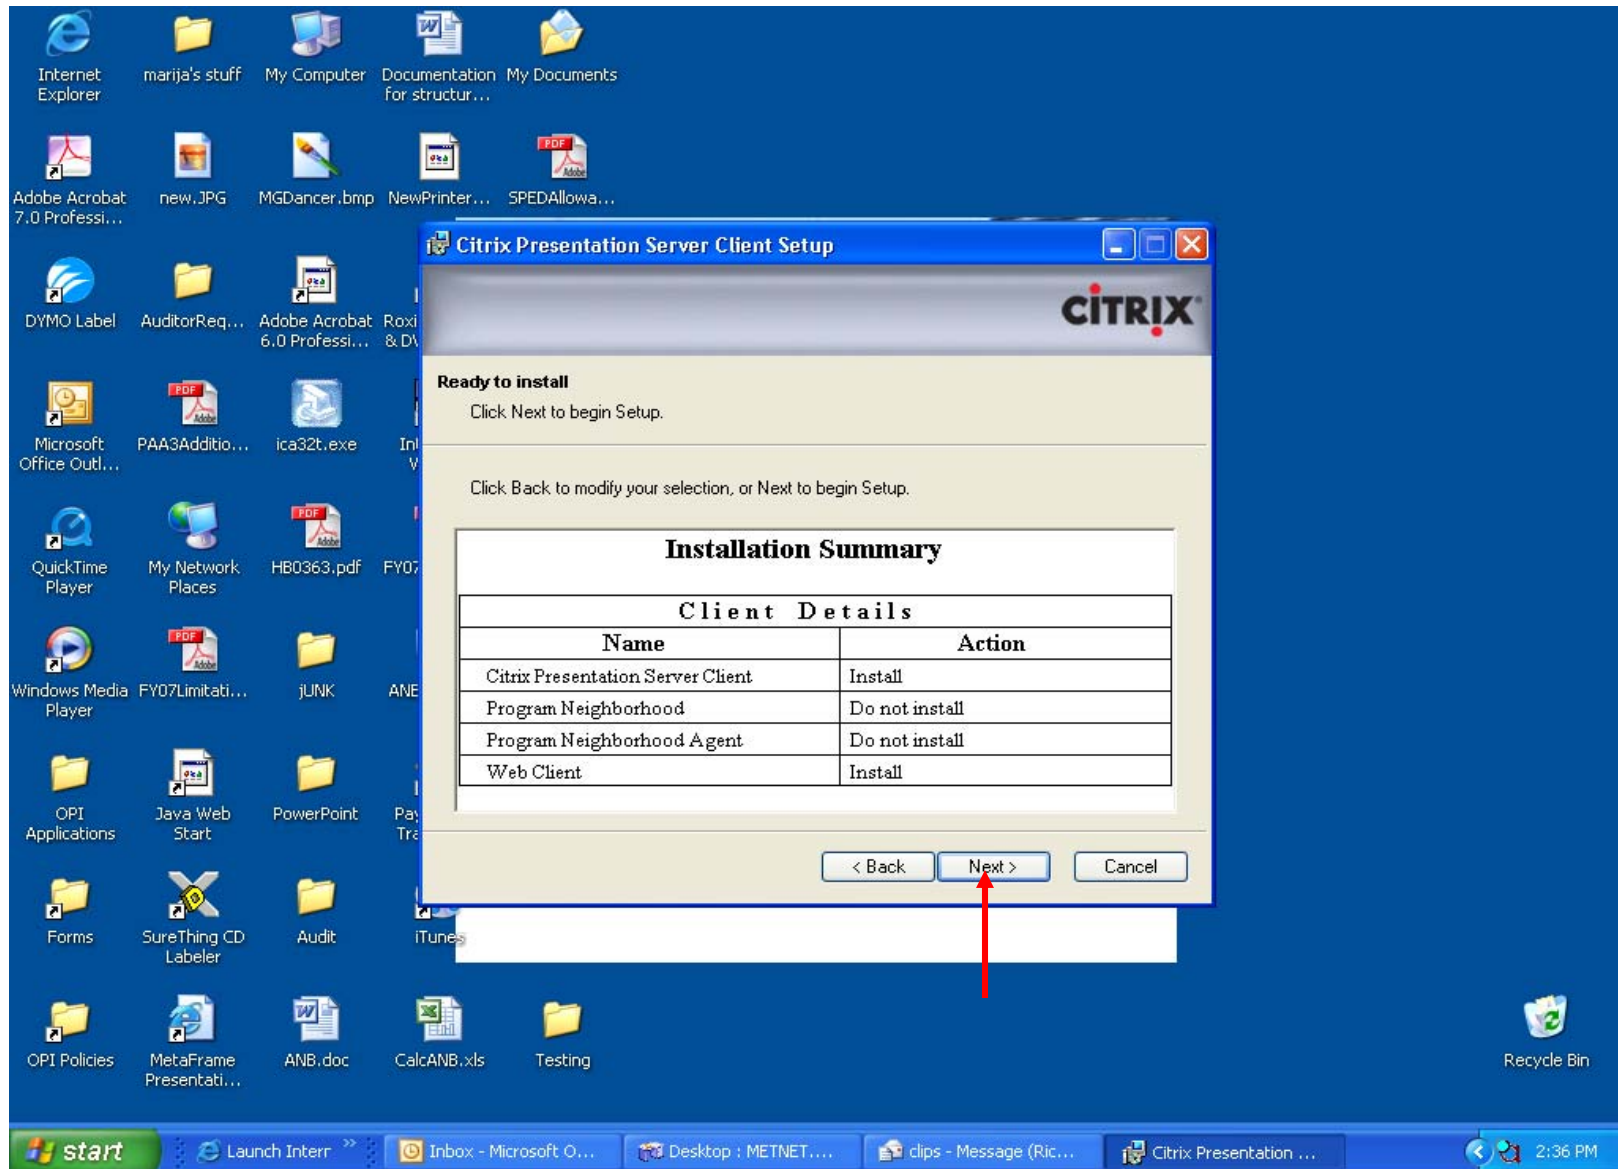 Internet
Explorer
marija's stuff
My Computer
Documentation
for structur...
My Documents
Adobe Acrobat
7.0 Professi...
new.JPG
MGDancer.bmp
NewPrinter...
SPEDAllowa...
DYMO Label
AuditorReq...
Adobe Acrobat
6.0 Professi...
Roxi
& DV
Microsoft
Office Outl...
PAA3Additio...
ica32t.exe
QuickTime
Player
My Network
Places
HB0363.pdf
FY07
Windows Media
Player
FY07Limitati...
jUNK
ANB
OPI
Applications
Java Web
Start
PowerPoint
Pay
Tra
Forms
SureThing CD
Labeler
Audit
iTunes
OPI Policies
MetaFrame
Presentati...
ANB.doc
CalcANB.xls
Testing
Recycle Bin
Citrix Presentation Server Client Setup
CITRIX
Ready to install
Click Next to begin Setup.
Click Back to modify your selection, or Next to begin Setup.
Installation Summary
Client Details
Name Action
Citrix Presentation Server Client Install
Program Neighborhood Do not install
Program Neighborhood Agent Do not install
Web Client Install
< Back Next > Cancel
start
Launch Interr »
Inbox - Microsoft O...
Desktop : METNET....
clips - Message (Ric...
Citrix Presentation ...
2:36 PM